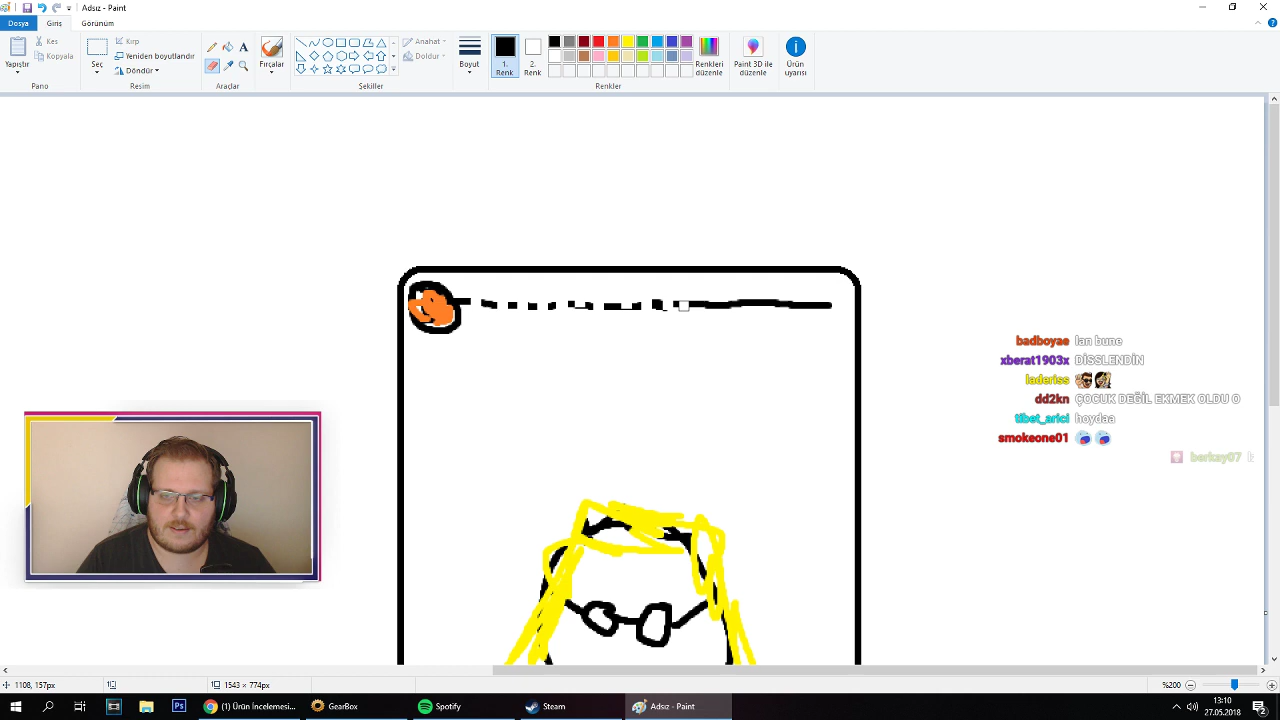 Adsız - Paint
Dosya Giriş Görünüm
Yapıştır Kes Kopyala Seç Kırp Yeniden boyutlandır Döndür Fırçalar Anahat Doldur Boyut 1. Renk 2. Renk Renkleri düzenle Paint 3D ile düzenle Ürün uyarısı
Pano Resim Araçlar Şekiller Renkler
badboyae lan bune
xberat1903x DİSSLENDİN
laderiss
dd2kn ÇOCUK DEĞİL EKMEK OLDU O
tibet_arici hoydaa
smokeone01
berkay07
1108, 157px 1543 × 774px %200
(1) Ürün İncelemesi... GearBox Spotify Steam Adsız - Paint 13:10
27.05.2018